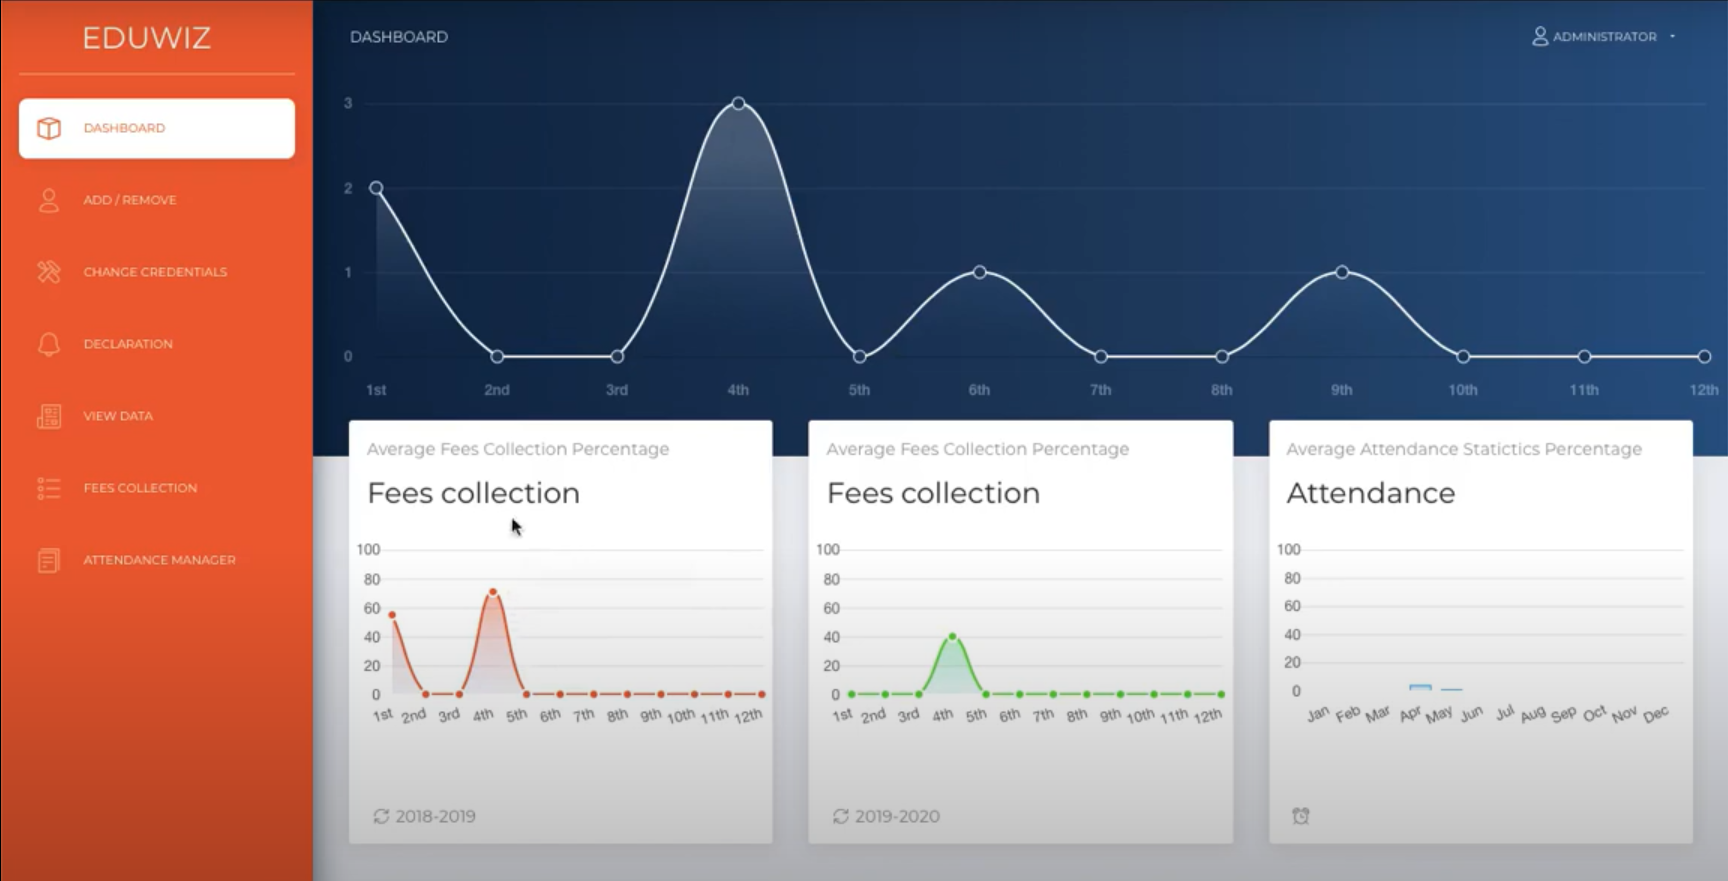 EDUWIZ
DASHBOARD
ADD / REMOVE
CHANGE CREDENTIALS
DECLARATION
VIEW DATA
FEES COLLECTION
ATTENDANCE MANAGER
DASHBOARD
ADMINISTRATOR
3
2
1
0
1st 2nd 3rd 4th 5th 6th 7th 8th 9th 10th 11th 12th
Average Fees Collection Percentage
Fees collection
100
80
60
40
20
0
1st 2nd 3rd 4th 5th 6th 7th 8th 9th 10th 11th 12th
2018-2019
Average Fees Collection Percentage
Fees collection
100
80
60
40
20
0
1st 2nd 3rd 4th 5th 6th 7th 8th 9th 10th 11th 12th
2019-2020
Average Attendance Statictics Percentage
Attendance
100
80
60
40
20
0
Jan Feb Mar Apr May Jun Jul Aug Sep Oct Nov Dec